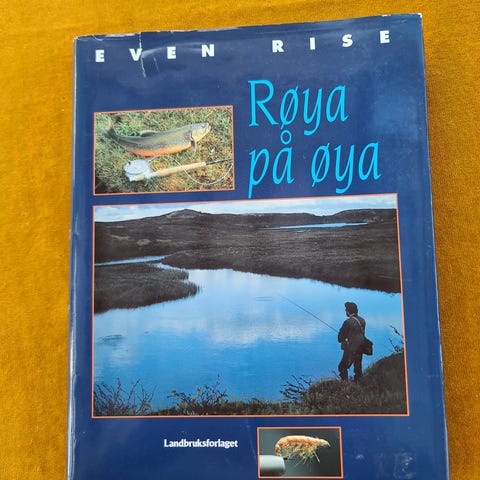 EVEN RISE
Røya
på øya
Landbruksforlaget